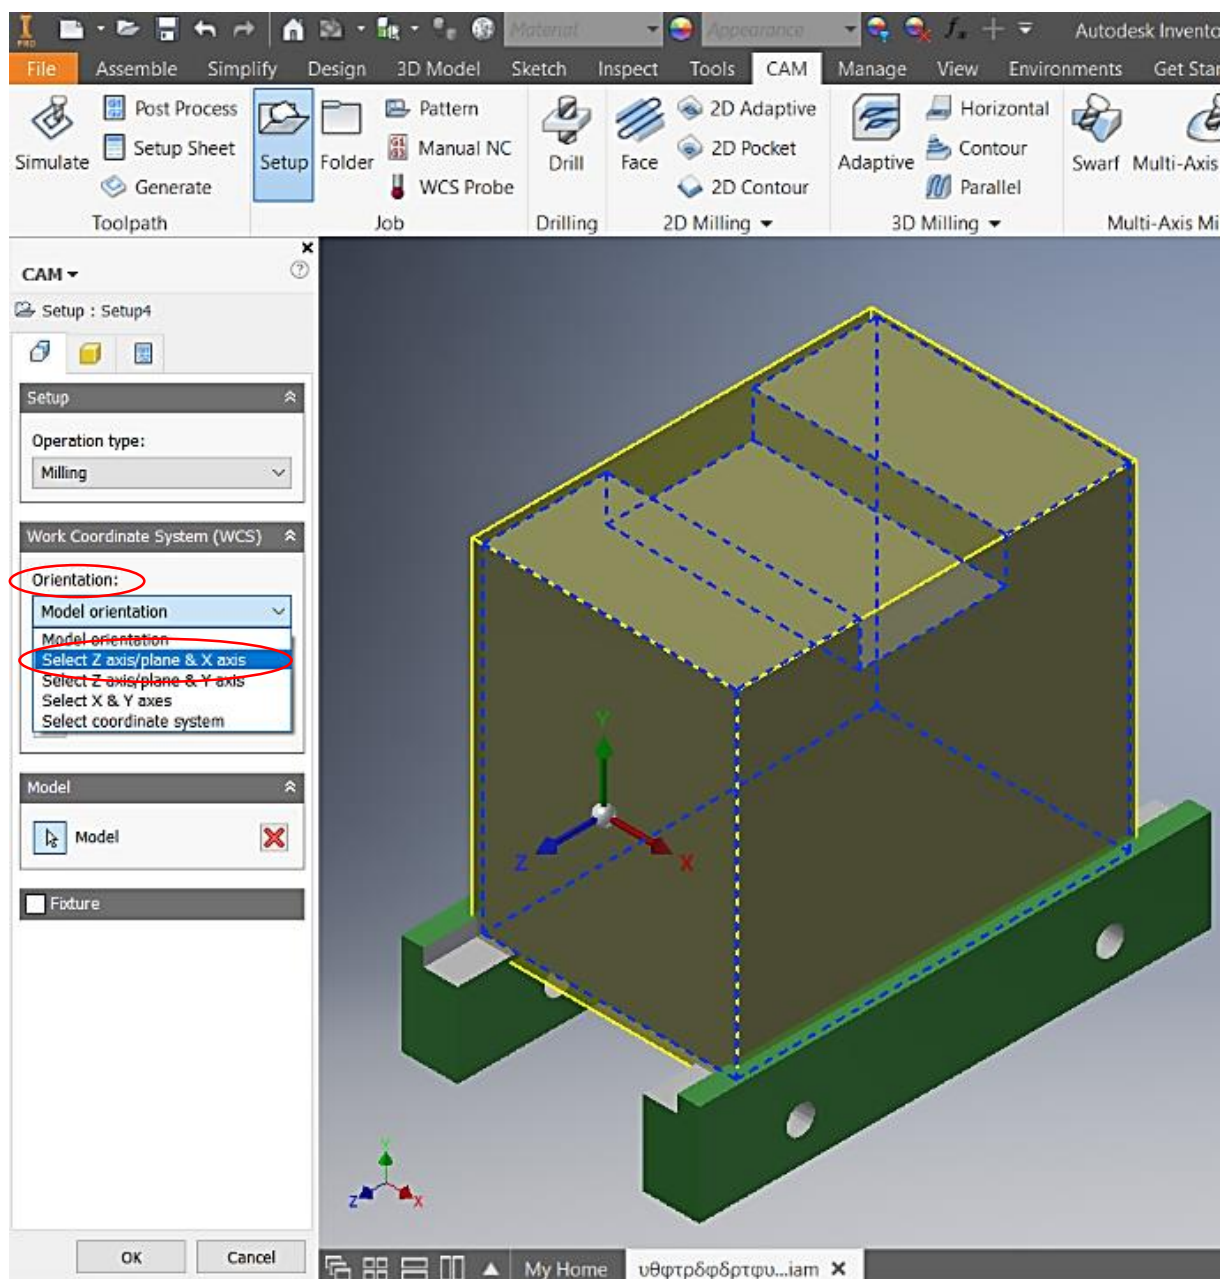 PRO
Material
Appearance
Autodesk Invento
File Assemble Simplify Design 3D Model Sketch Inspect Tools CAM Manage View Environments Get Star
Simulate
Post Process
Setup Sheet
Generate
Toolpath
Setup
Folder
Pattern
Manual NC
WCS Probe
Job
Drill
Drilling
Face
2D Adaptive
2D Pocket
2D Contour
2D Milling
Adaptive
Horizontal
Contour
Parallel
3D Milling
Swarf
Multi-Axis
Multi-Axis Mi
CAM
Setup : Setup4
Setup
Operation type:
Milling
Work Coordinate System (WCS)
Orientation:
Model orientation
Model orientation
Select Z axis/plane & X axis
Select Z axis/plane & Y axis
Select X & Y axes
Select coordinate system
Model
Model
Fixture
OK Cancel
Y
Z
X
Y
Z
X
My Home
υθφτρδφδρτφυ...iam